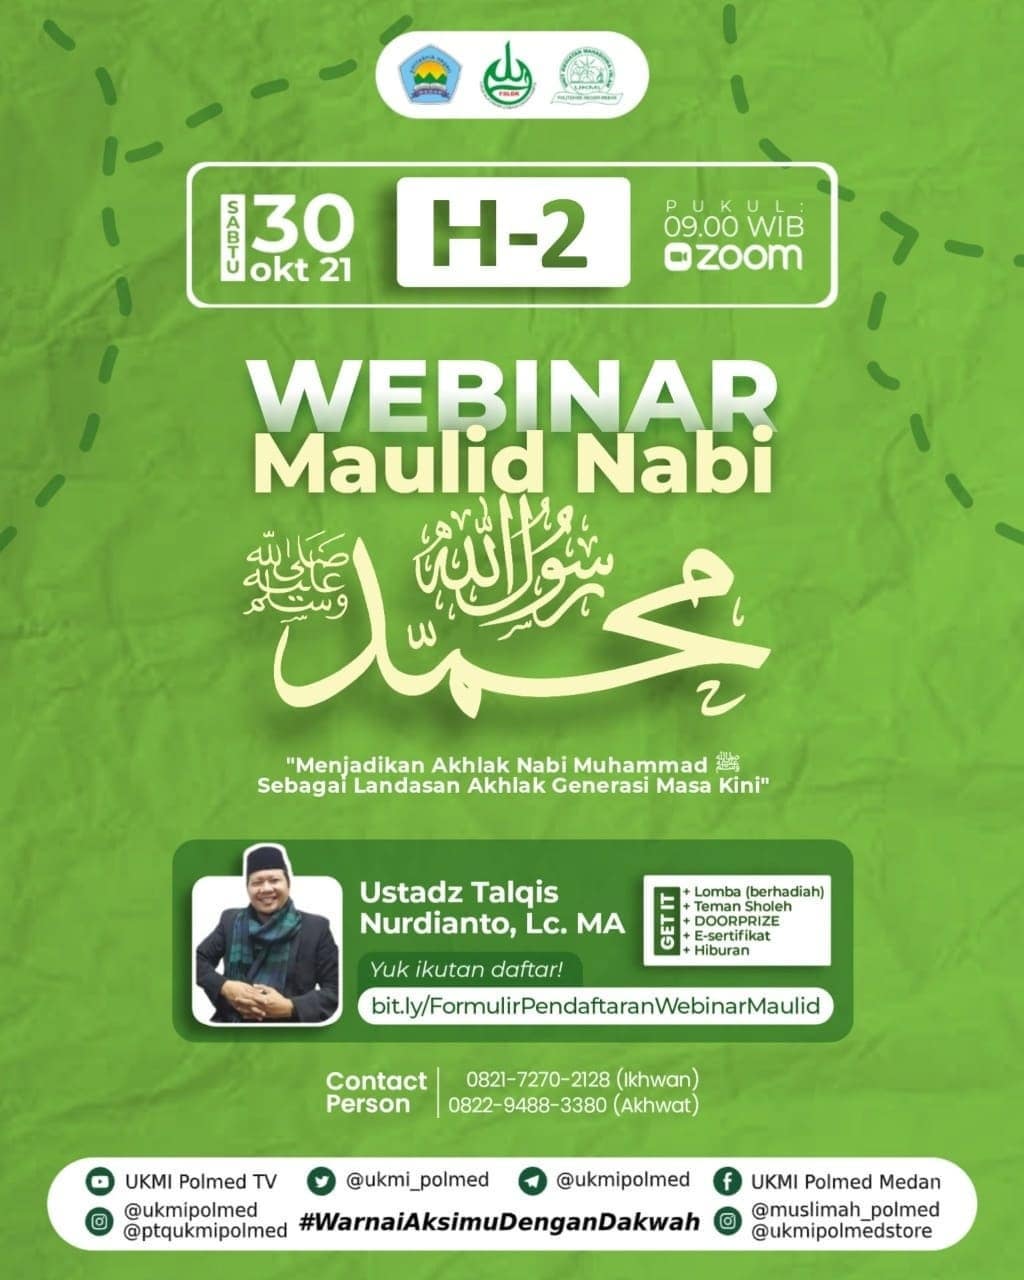 SABTU
30
okt 21
H-2
PUKUL:
09.00 WIB
zoom
WEBINAR
Maulid Nabi
محمد
رسول الله
صلى الله
عليه
وسلم
"Menjadikan Akhlak Nabi Muhammad ﷺ
Sebagai Landasan Akhlak Generasi Masa Kini"
Ustadz Talqis
Nurdianto, Lc. MA
GET IT
+ Lomba (berhadiah)
+ Teman Sholeh
+ DOORPRIZE
+ E-sertifikat
+ Hiburan
Yuk ikutan daftar!
bit.ly/FormulirPendaftaranWebinarMaulid
Contact
Person
0821-7270-2128 (Ikhwan)
0822-9488-3380 (Akhwat)
UKMI Polmed TV
@ukmi_polmed
@ukmipolmed
UKMI Polmed Medan
@ukmipolmed
@ptqukmipolmed
#WarnaiAksimuDenganDakwah
@muslimah_polmed
@ukmipolmedstore